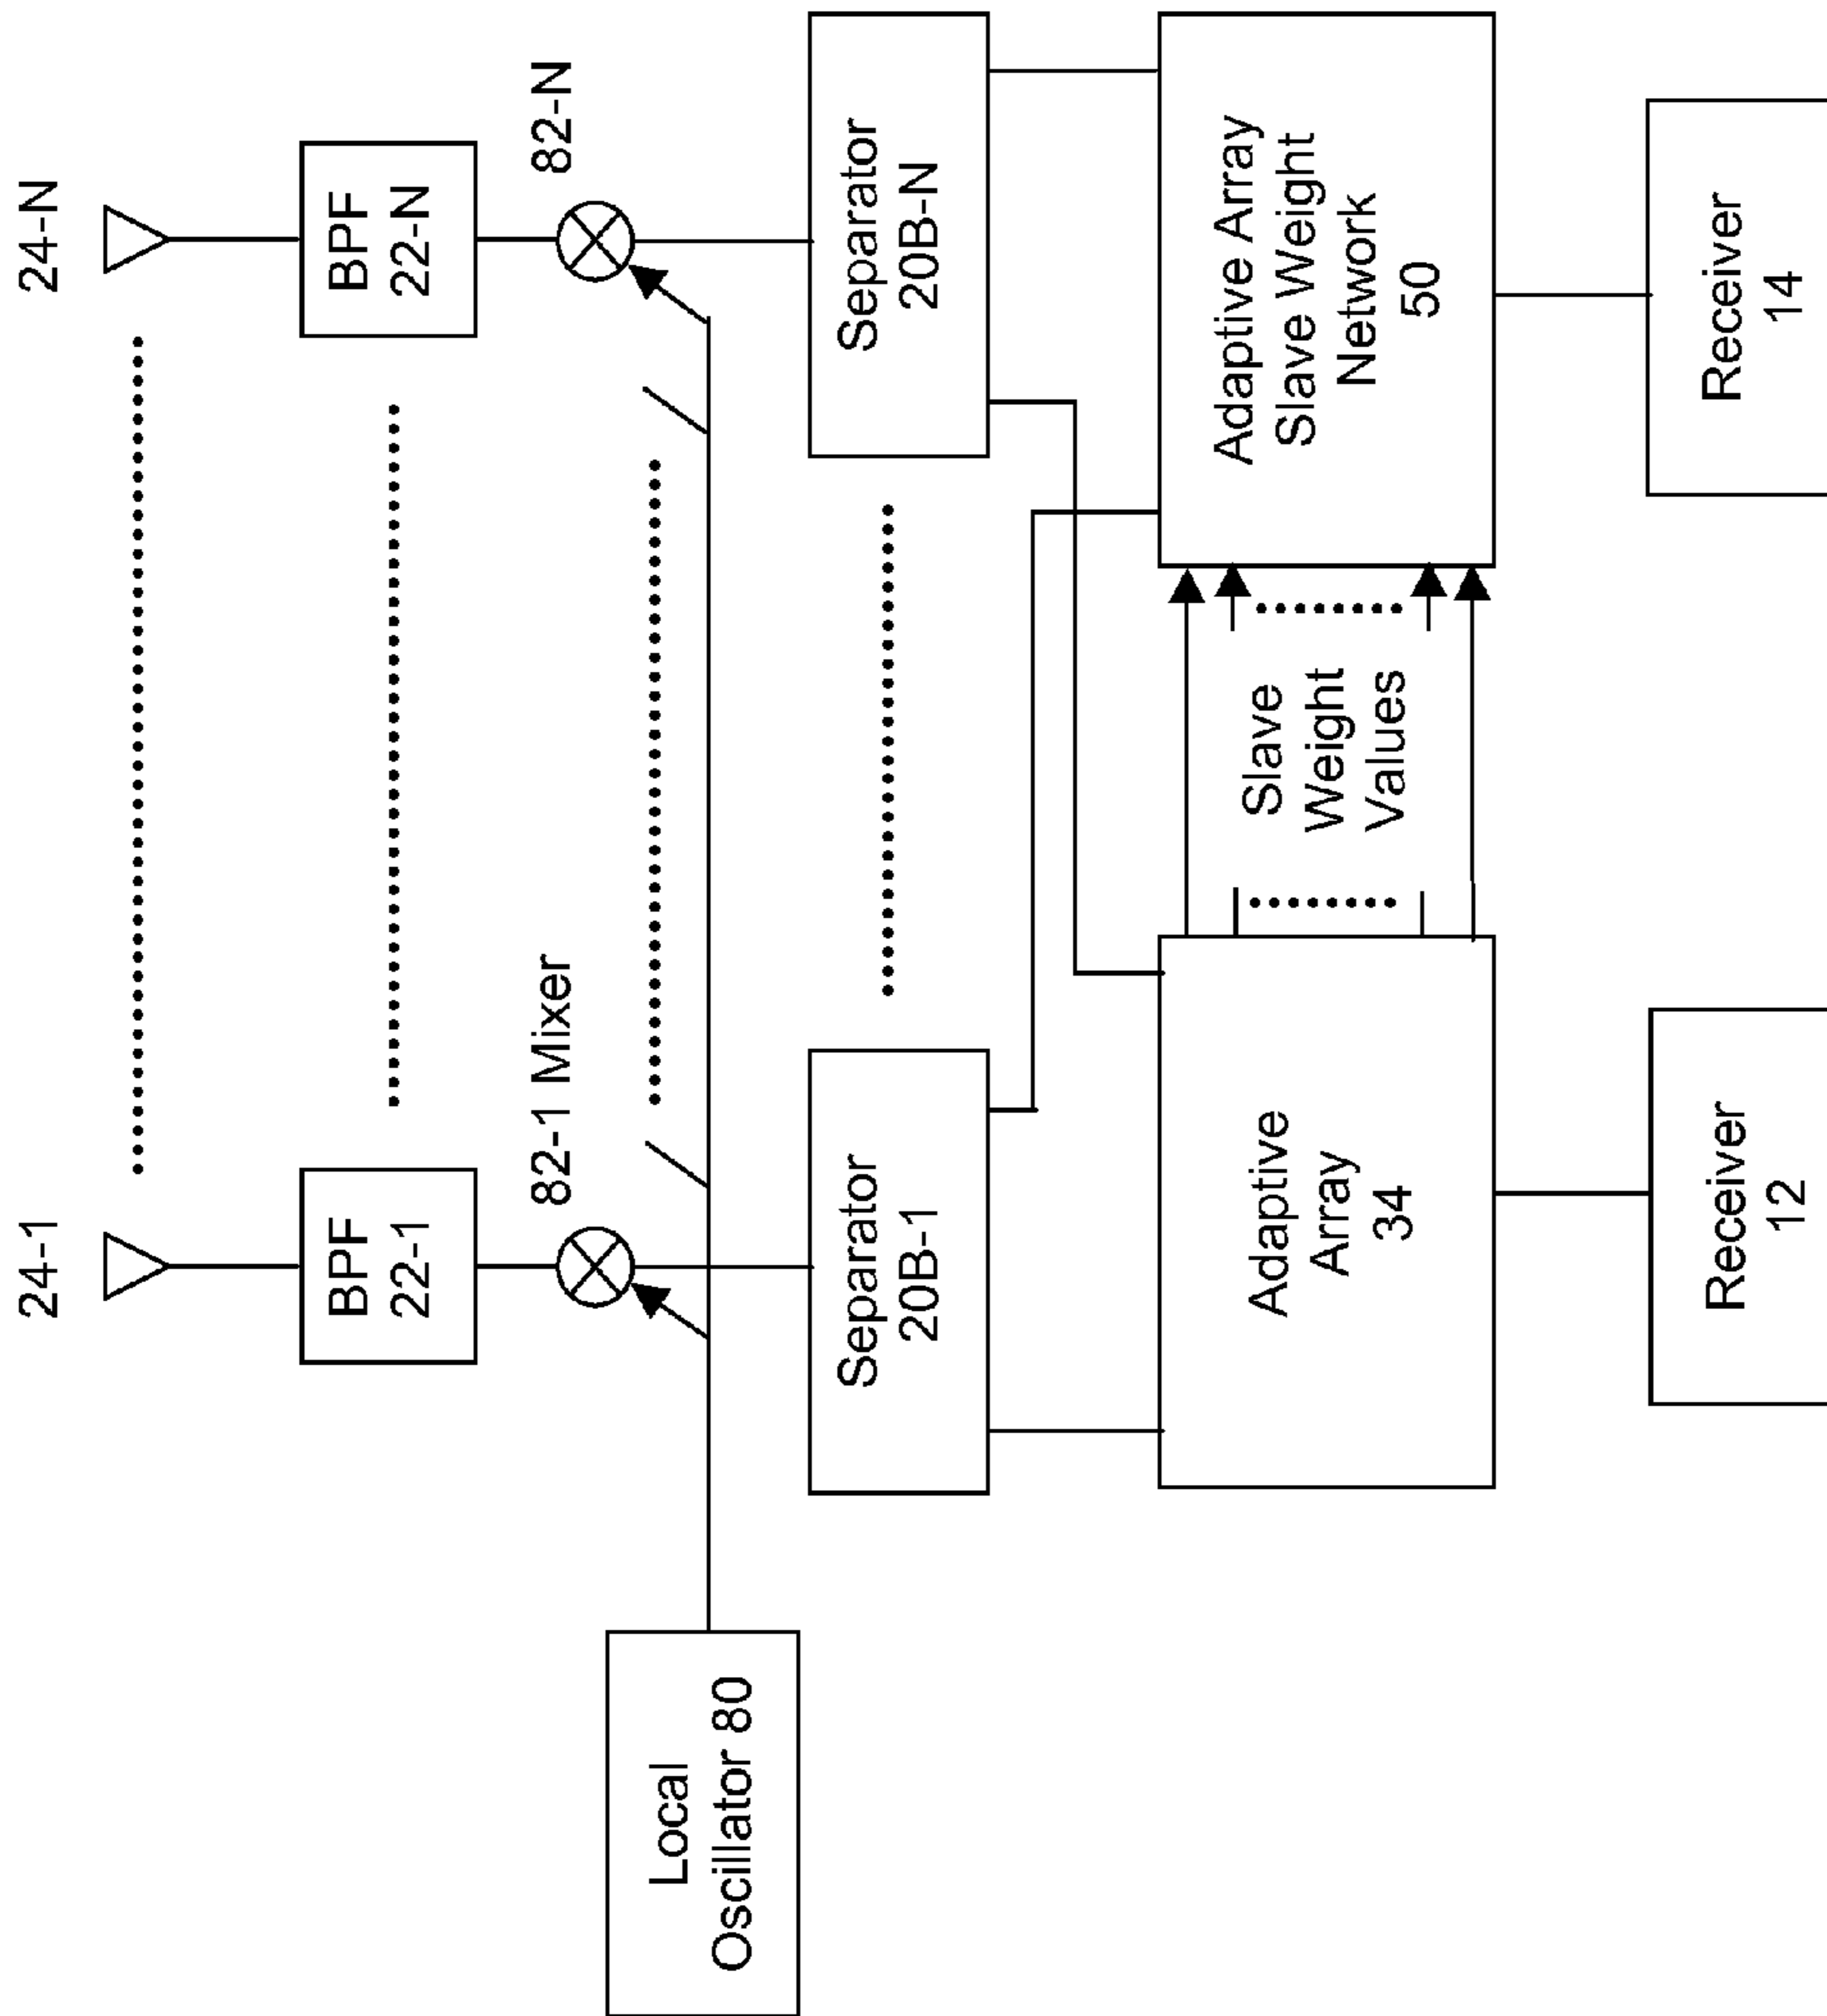 24-1
24-N
BPF
22-1
BPF
22-N
82-1 Mixer
82-N
Local
Oscillator 80
Separator
20B-1
Separator
20B-N
Adaptive
Array
34
Slave
Weight
Values
Adaptive Array
Slave Weight
Network
50
Receiver
12
Receiver
14